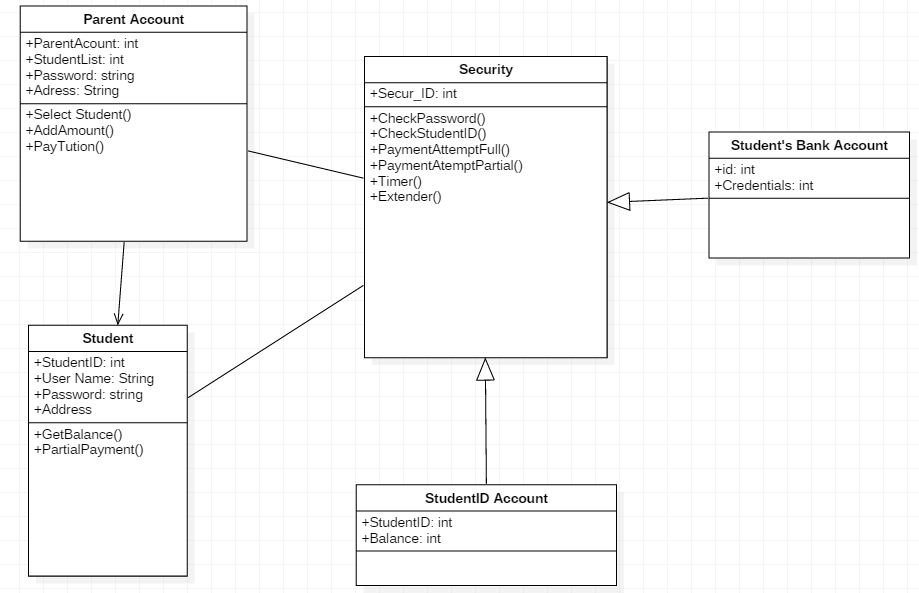 Parent Account
+ParentAcount: int
+StudentList: int
+Password: string
+Adress: String
+Select Student()
+AddAmount()
+PayTution()
Security
+Secur_ID: int
+CheckPassword()
+CheckStudentID()
+PaymentAttemptFull()
+PaymentAtemptPartial()
+Timer()
+Extender()
Student's Bank Account
+id: int
+Credentials: int
Student
+StudentID: int
+User Name: String
+Password: string
+Address
+GetBalance()
+PartialPayment()
StudentID Account
+StudentID: int
+Balance: int